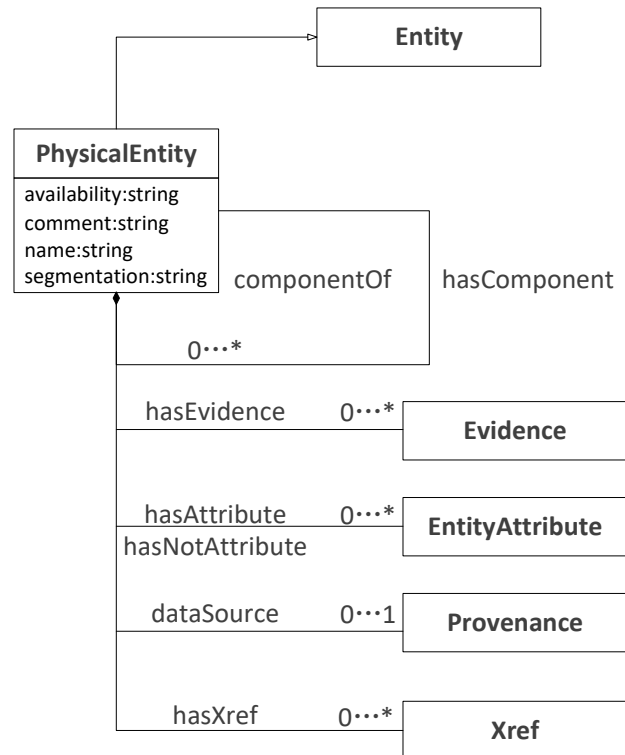 Entity
PhysicalEntity
availability:string
comment:string
name:string
segmentation:string
componentOf
hasComponent
0···*
hasEvidence 0···*
Evidence
hasAttribute 0···*
hasNotAttribute
EntityAttribute
dataSource 0···1
Provenance
hasXref 0···*
Xref